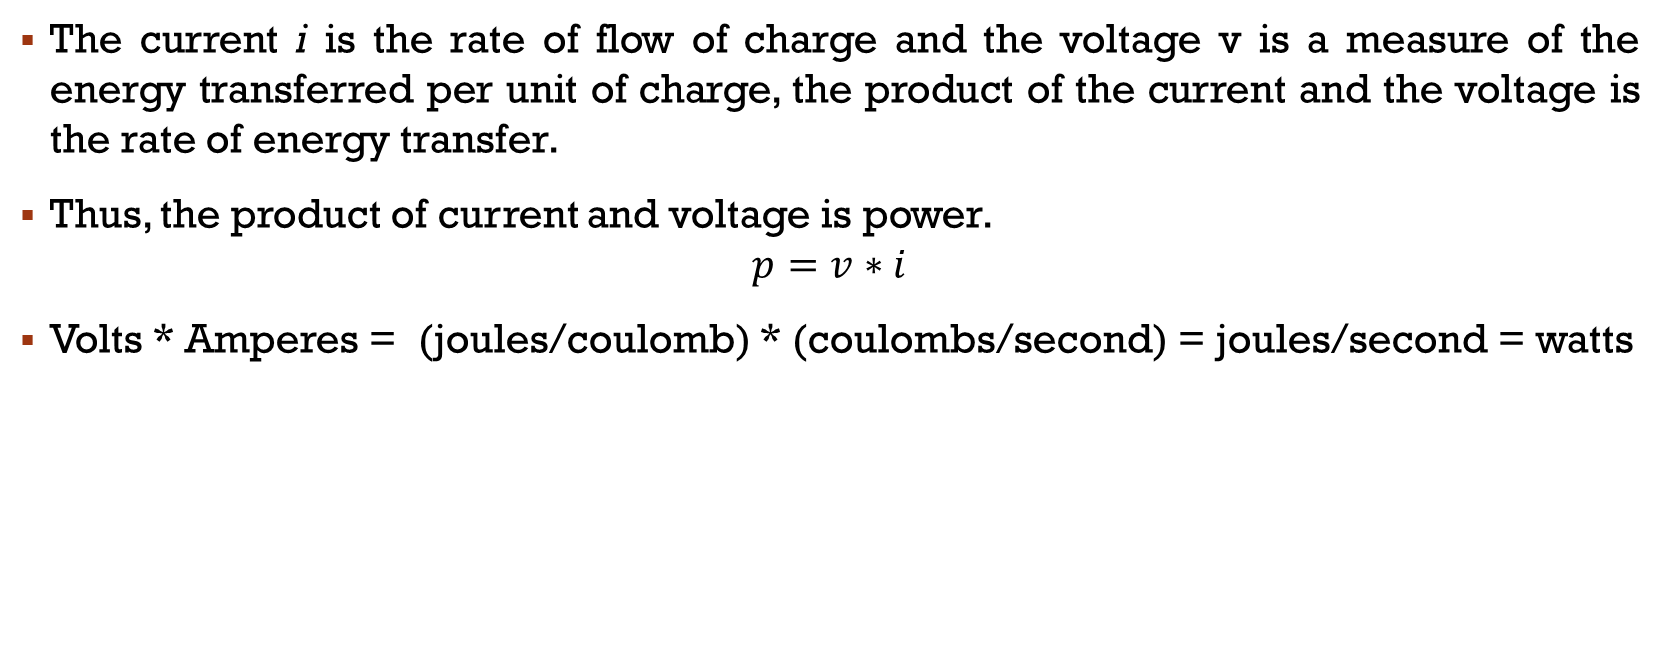 ▪ The current i is the rate of flow of charge and the voltage v is a measure of the
energy transferred per unit of charge, the product of the current and the voltage is
the rate of energy transfer.
▪ Thus, the product of current and voltage is power.
p = v ∗ i
▪ Volts * Amperes = (joules/coulomb) * (coulombs/second) = joules/second = watts